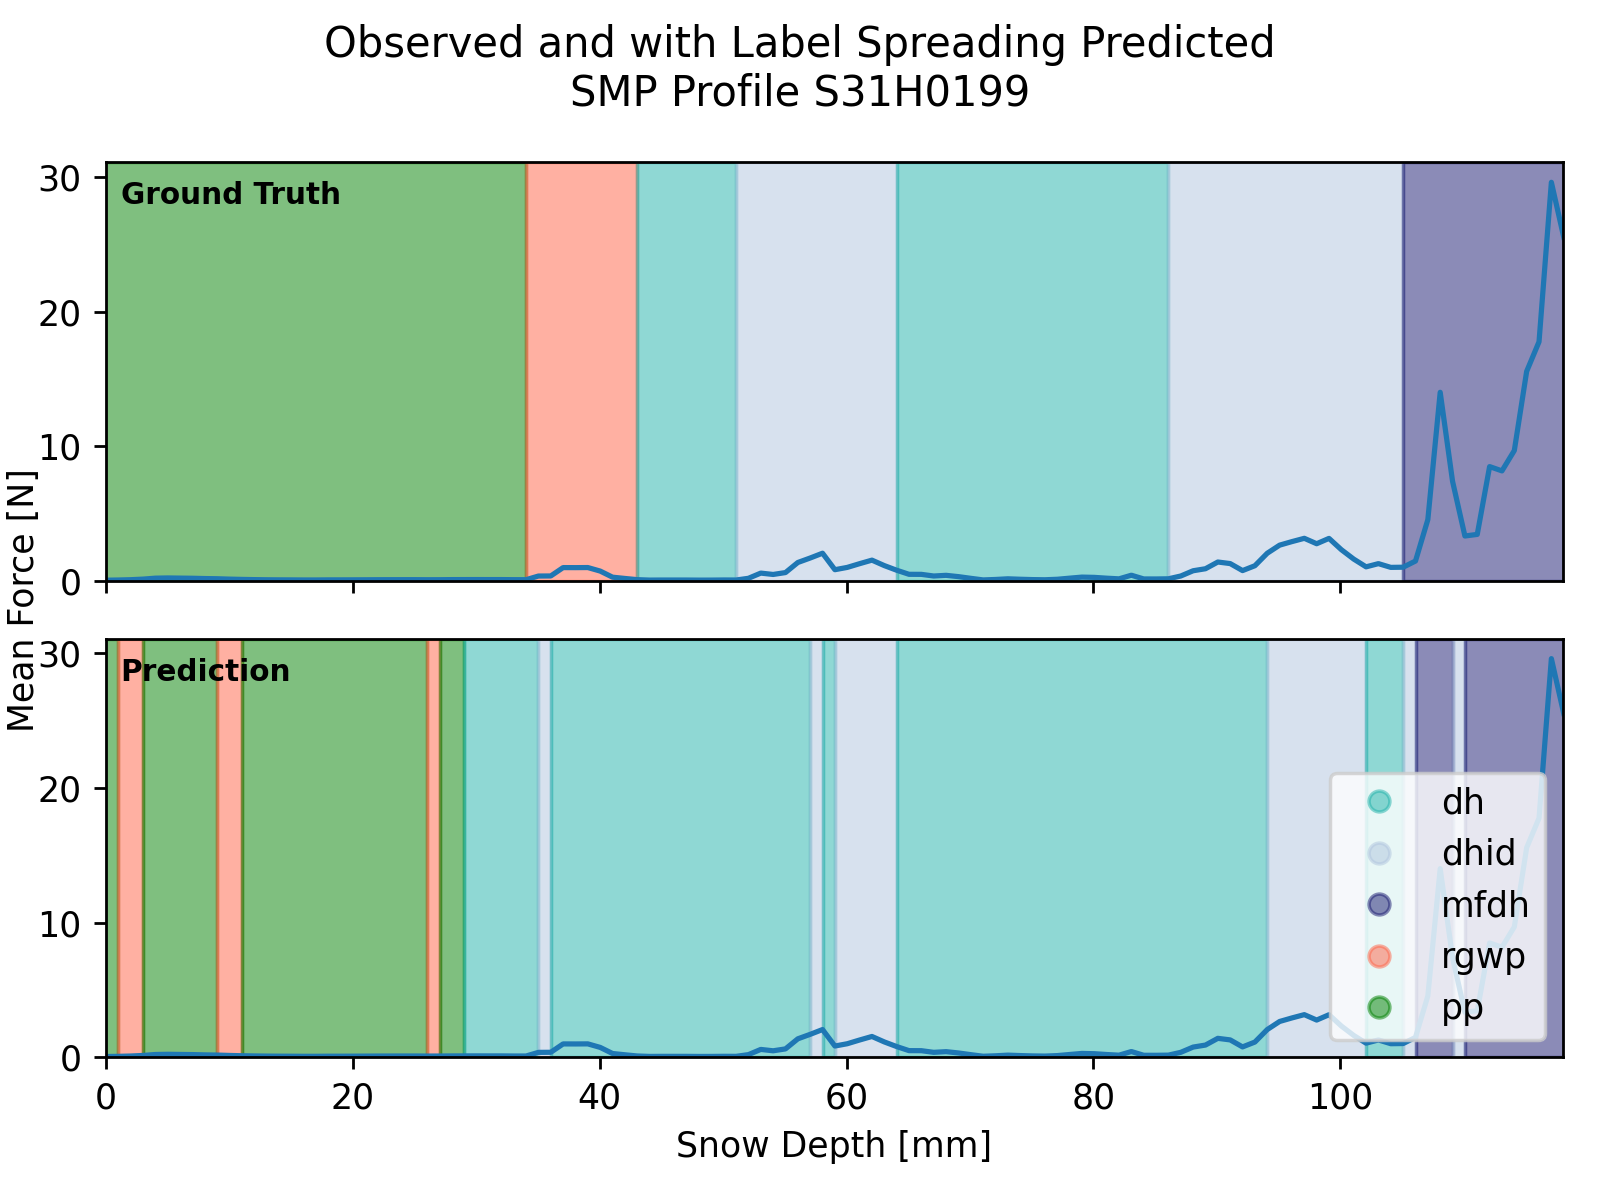 Observed and with Label Spreading Predicted
SMP Profile S31H0199
Mean Force [N]
30
20
10
0
Ground Truth
30
20
10
0
Prediction
dh
dhid
mfdh
rgwp
pp
0 20 40 60 80 100
Snow Depth [mm]